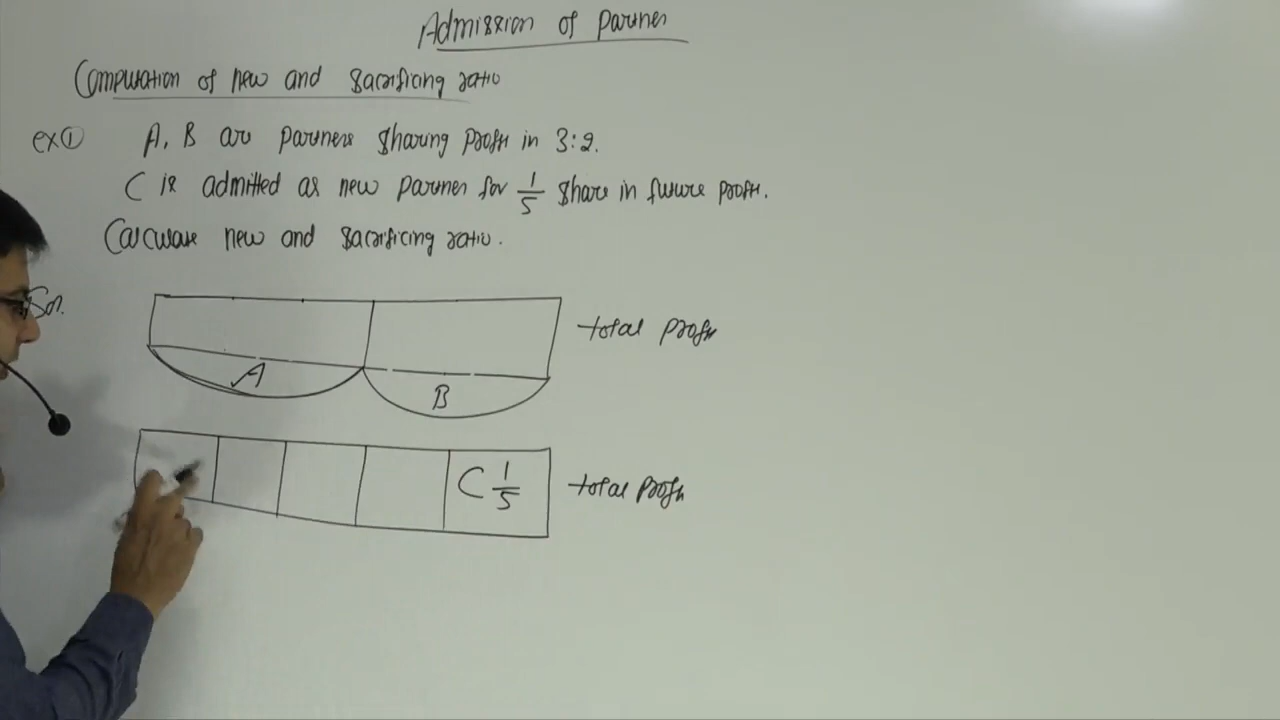 Admission of partner
Computation of new and sacrificing ratio
ex① A, B are partners sharing profit in 3:2.
C is admitted as new partner for 1/5 share in future profit.
Calculate new and sacrificing ratio.
Son.
total profit
A B
C 1/5 total profit